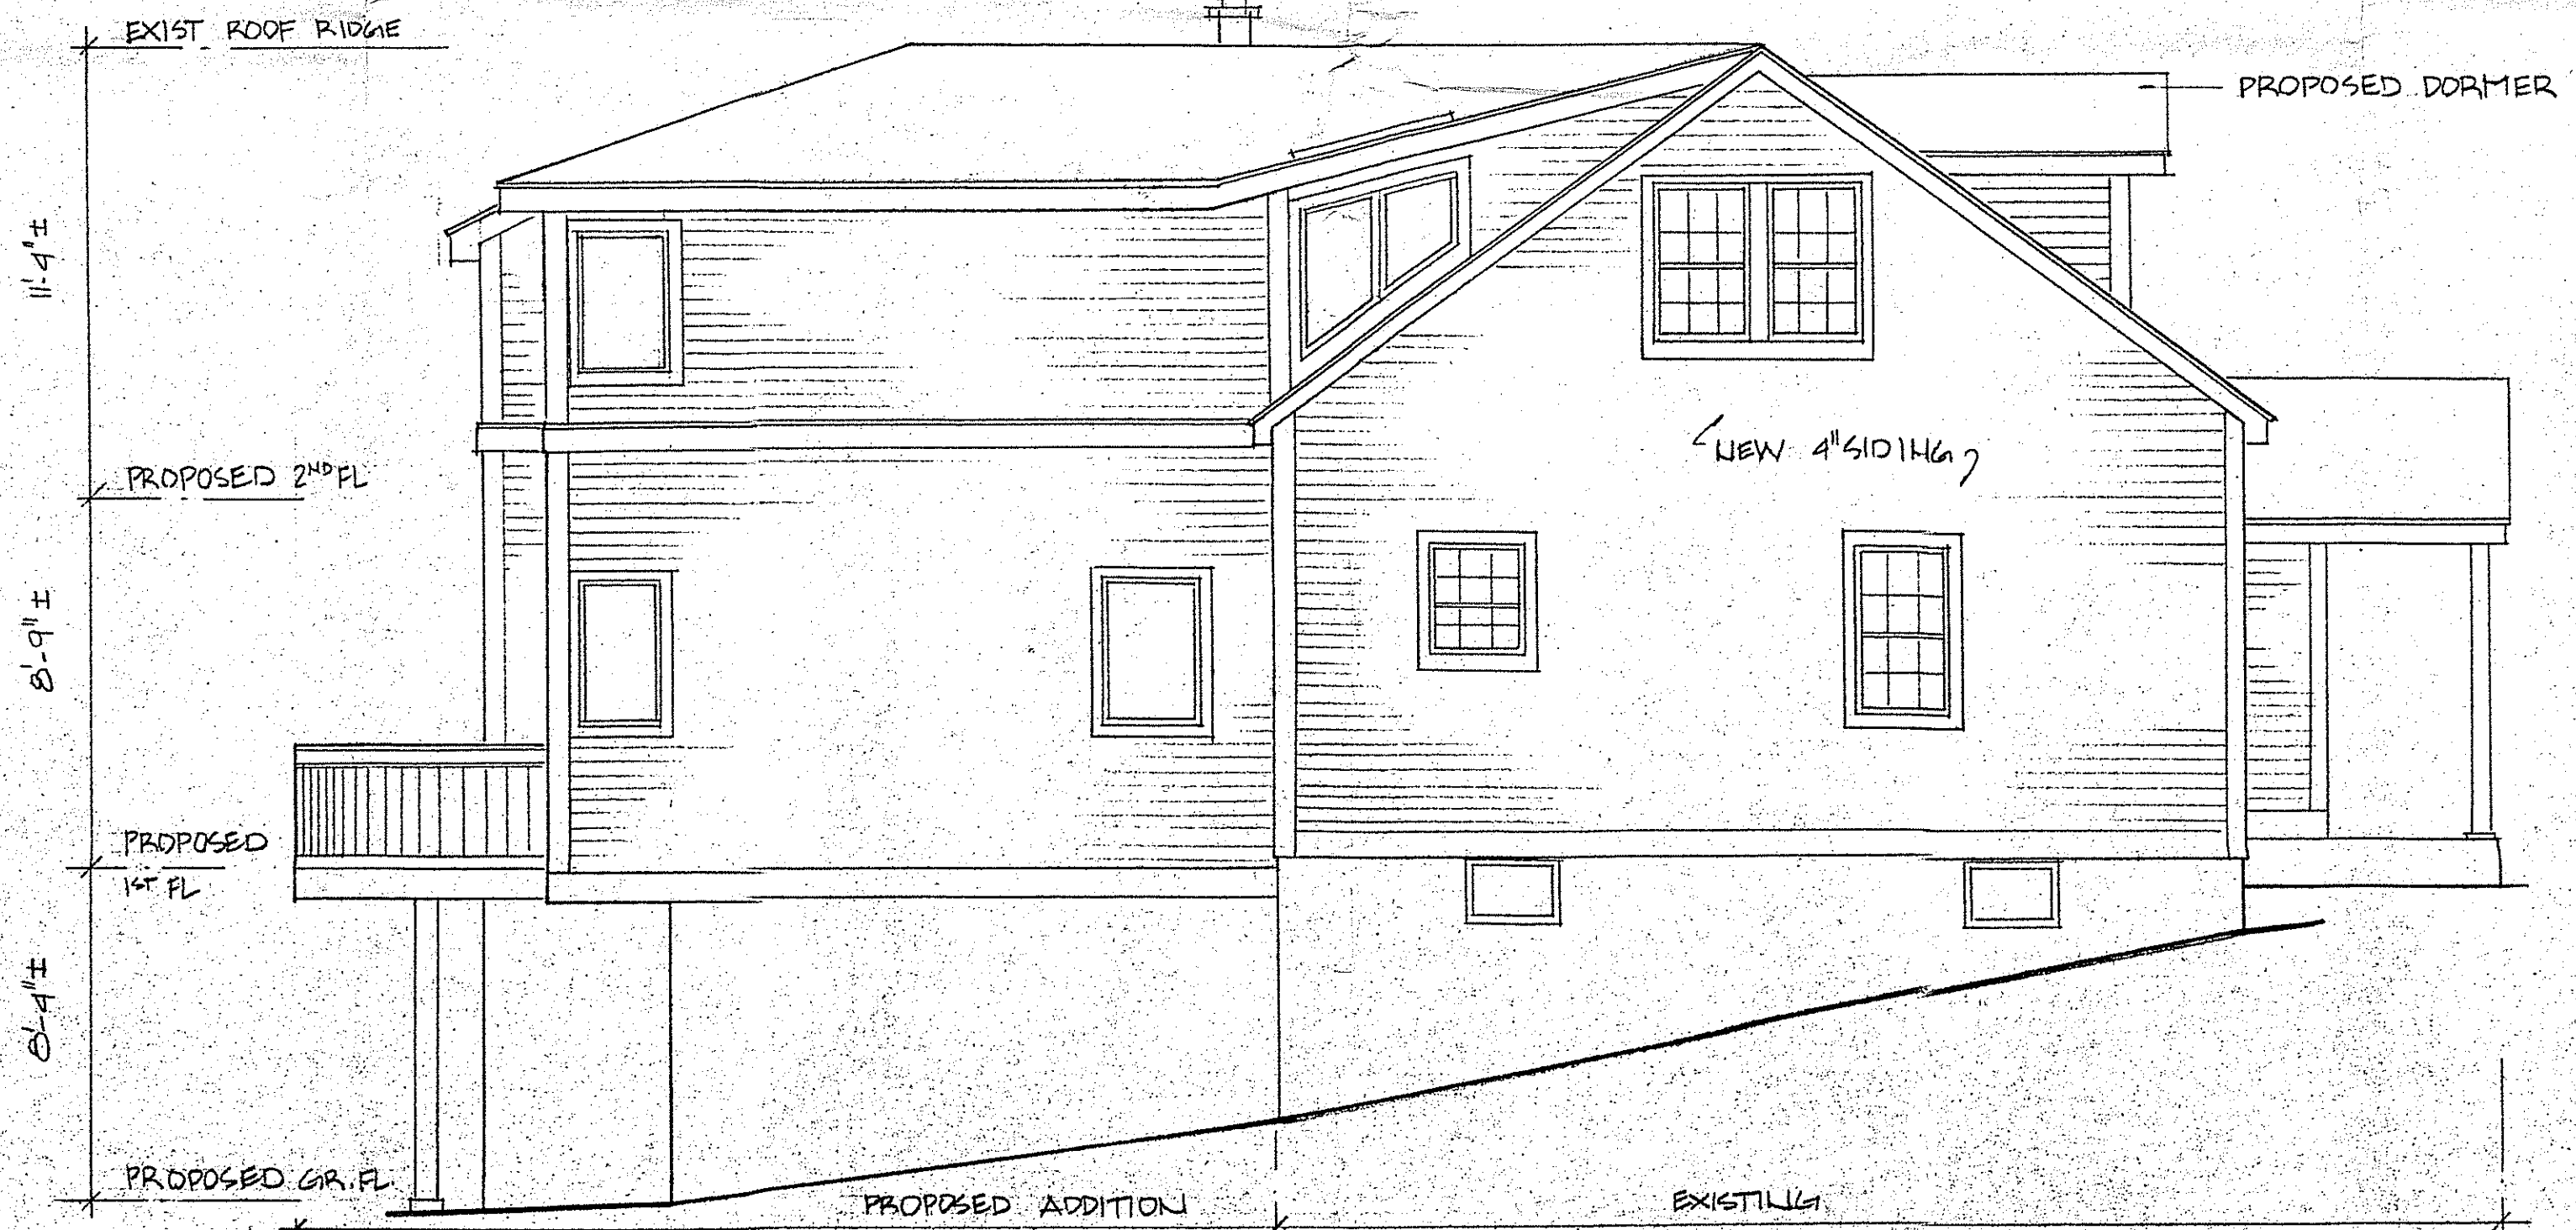 EXIST ROOF RIDGE
PROPOSED DORMER
11'-4"±
PROPOSED 2ND FL
NEW 4" SIDING
8'-9"±
PROPOSED
1ST FL
8'-4"±
PROPOSED GR. FL.
PROPOSED ADDITION
EXISTING